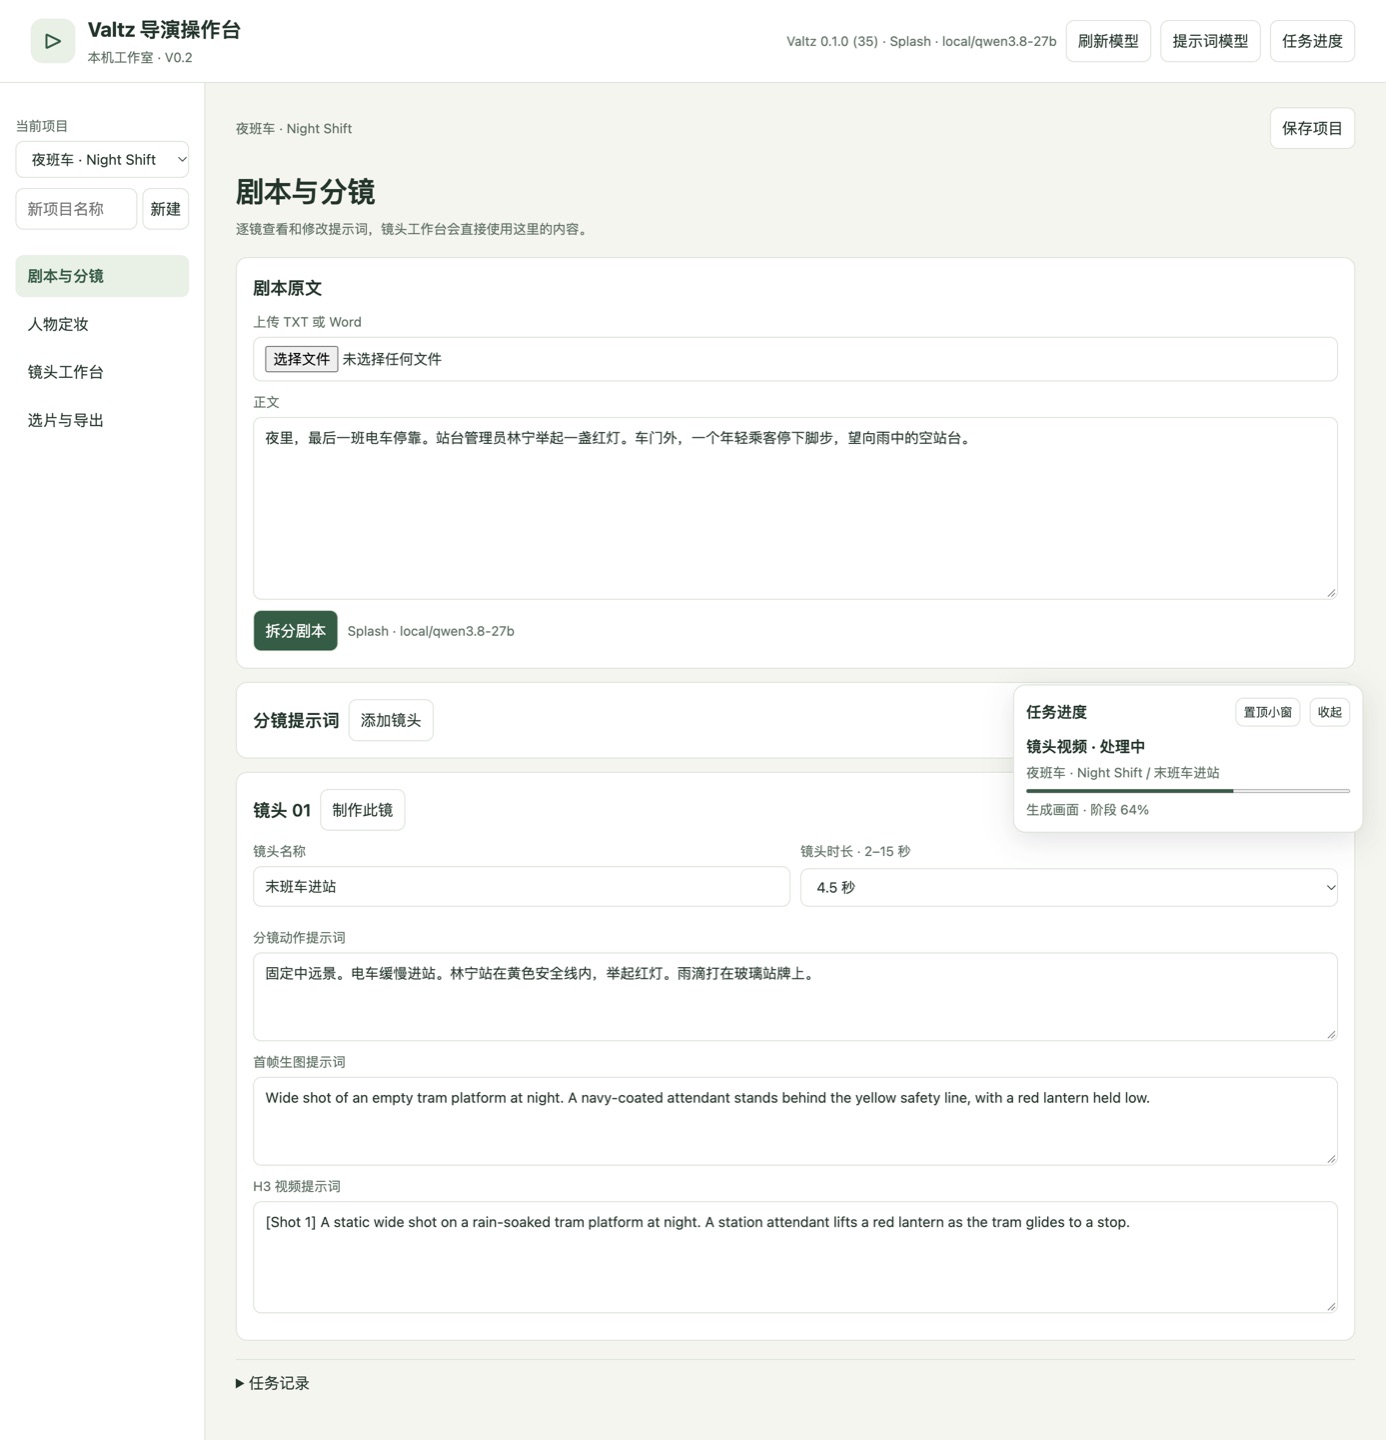 Valtz 导演操作台
本机工作室 · V0.2
Valtz 0.1.0 (35) · Splash · local/qwen3.8-27b
刷新模型
提示词模型
任务进度
当前项目
夜班车 · Night Shift
新项目名称
新建
剧本与分镜
人物定妆
镜头工作台
选片与导出
夜班车 · Night Shift
保存项目
剧本与分镜
逐镜查看和修改提示词，镜头工作台会直接使用这里的内容。
剧本原文
上传 TXT 或 Word
选择文件 未选择任何文件
正文
夜里，最后一班电车停靠。站台管理员林宁举起一盏红灯。车门外，一个年轻乘客停下脚步，望向雨中的空站台。
拆分剧本
Splash · local/qwen3.8-27b
分镜提示词
添加镜头
任务进度
置顶小窗
收起
镜头视频 · 处理中
夜班车 · Night Shift / 末班车进站
生成画面 · 阶段 64%
镜头 01
制作此镜
镜头名称
末班车进站
镜头时长 · 2–15 秒
4.5 秒
分镜动作提示词
固定中远景。电车缓慢进站。林宁站在黄色安全线内，举起红灯。雨滴打在玻璃站牌上。
首帧生图提示词
Wide shot of an empty tram platform at night. A navy-coated attendant stands behind the yellow safety line, with a red lantern held low.
H3 视频提示词
[Shot 1] A static wide shot on a rain-soaked tram platform at night. A station attendant lifts a red lantern as the tram glides to a stop.
任务记录